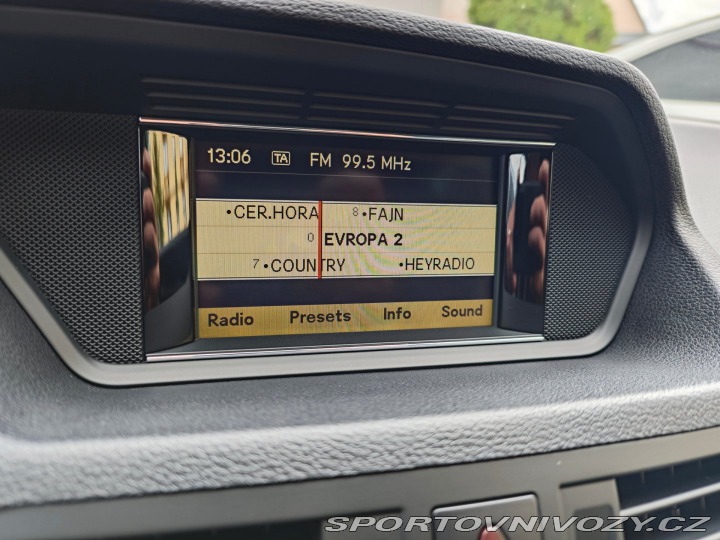 13:06 TA FM 99.5 MHz
•CER.HORA 8•FAJN
0 EVROPA 2
7•COUNTRY •HEYRADIO
Radio Presets Info Sound
SPORTOVNIVOZY.CZ